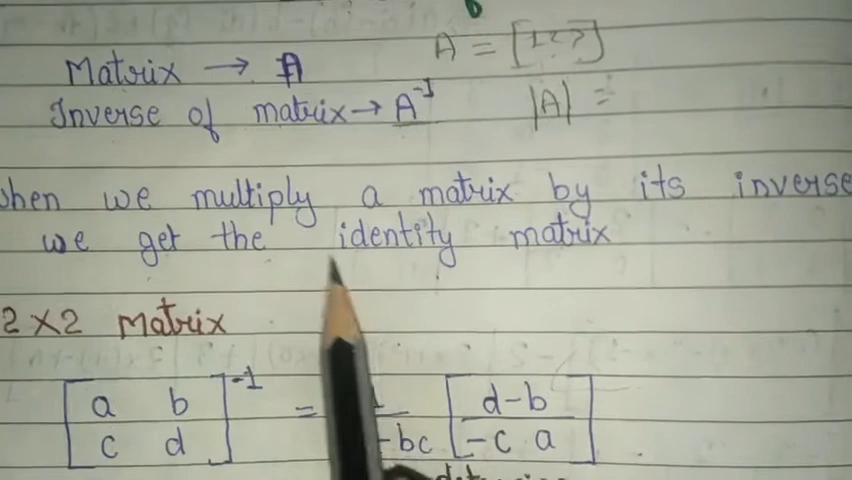 A = [1 2 3]
Matrix → A
Inverse of matrix → A⁻¹ |A| =
when we multiply a matrix by its inverse
we get the identity matrix
2×2 Matrix
[a b]⁻¹ = 1 [d -b]
[c d] -bc [-c a]